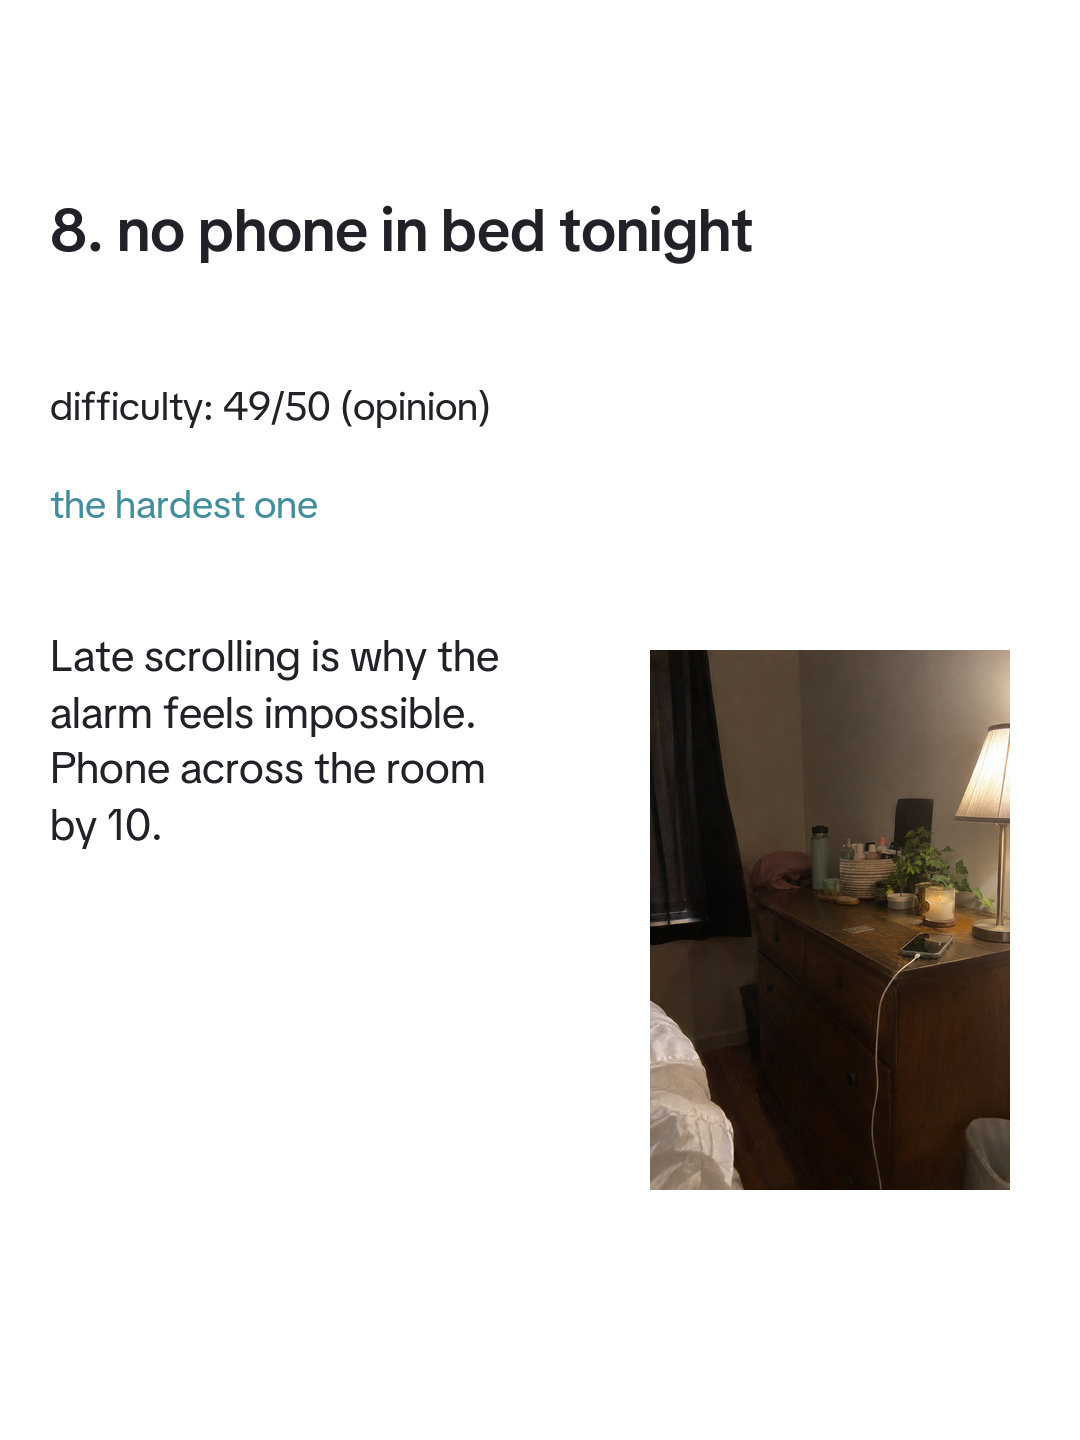 8. no phone in bed tonight
difficulty: 49/50 (opinion)
the hardest one
Late scrolling is why the
alarm feels impossible.
Phone across the room
by 10.